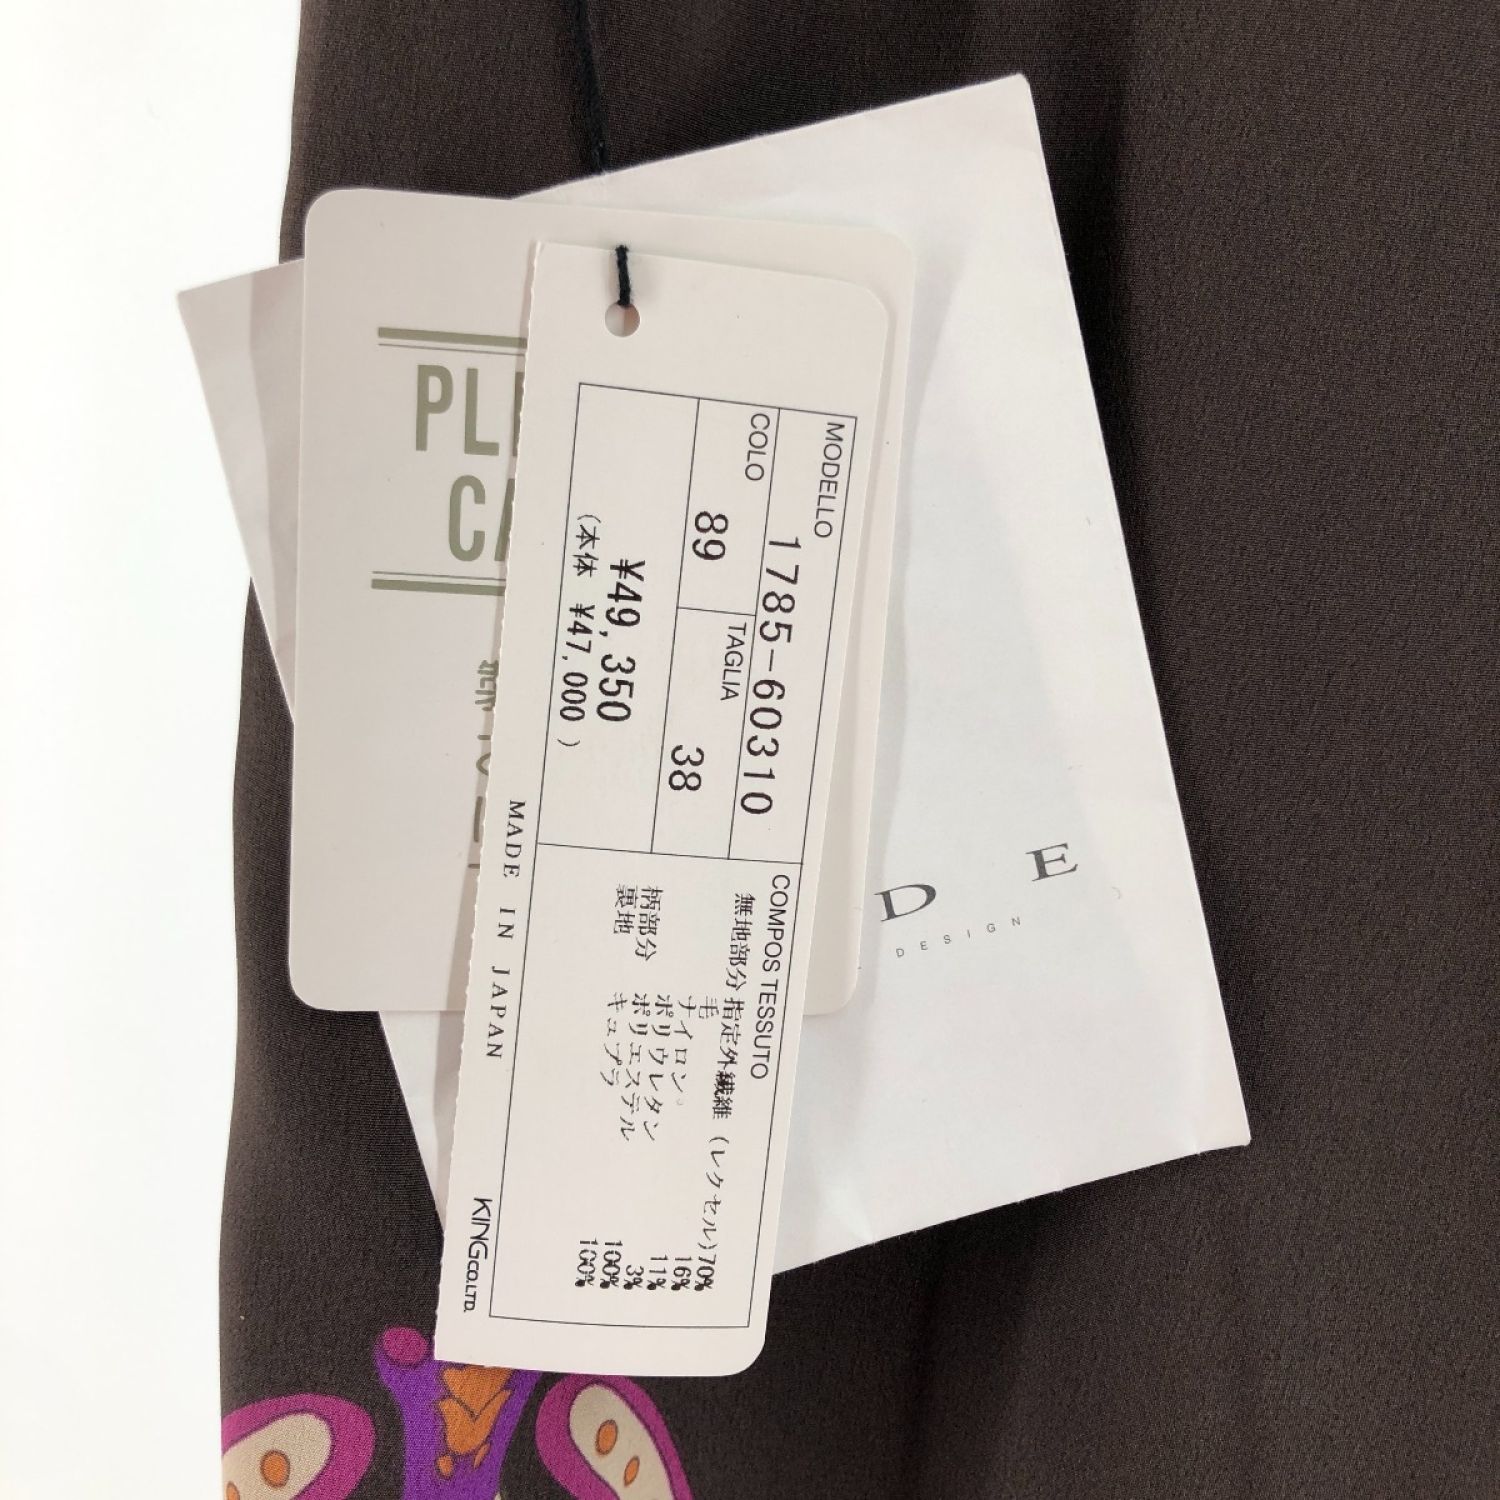 MODELLO 1785-60310
COLO 89 TAGLIA 38
¥49,350
(本体 ¥47,000 )
COMPOS TESSUTO
無地部分 指定外繊維 (レクセル) 70%
毛 16%
ナイロン 11%
ポリウレタン 3%
柄部分 ポリエステル 100%
裏地 キュプラ 100%
MADE IN JAPAN
KING CO.,LTD.
D E
DESIGN